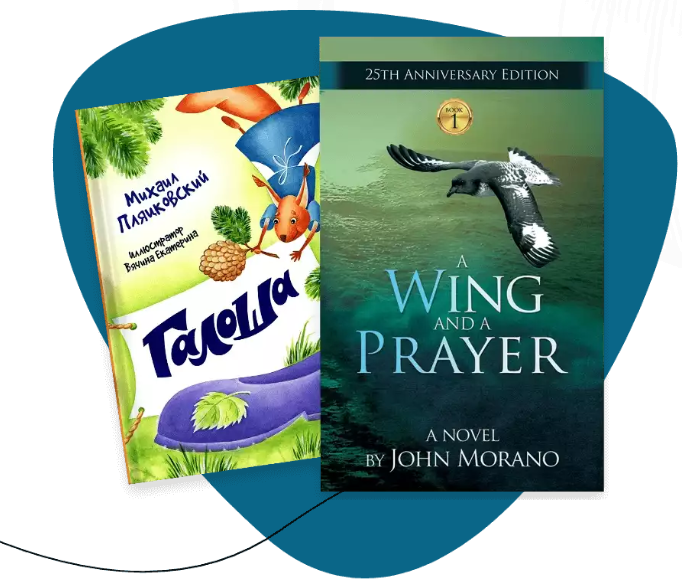 Михаил
Пляцковский
Иллюстратор
Вячина Екатерина
Галоша
25TH ANNIVERSARY EDITION
BOOK
1
A
WING
AND A
PRAYER
A NOVEL
BY JOHN MORANO